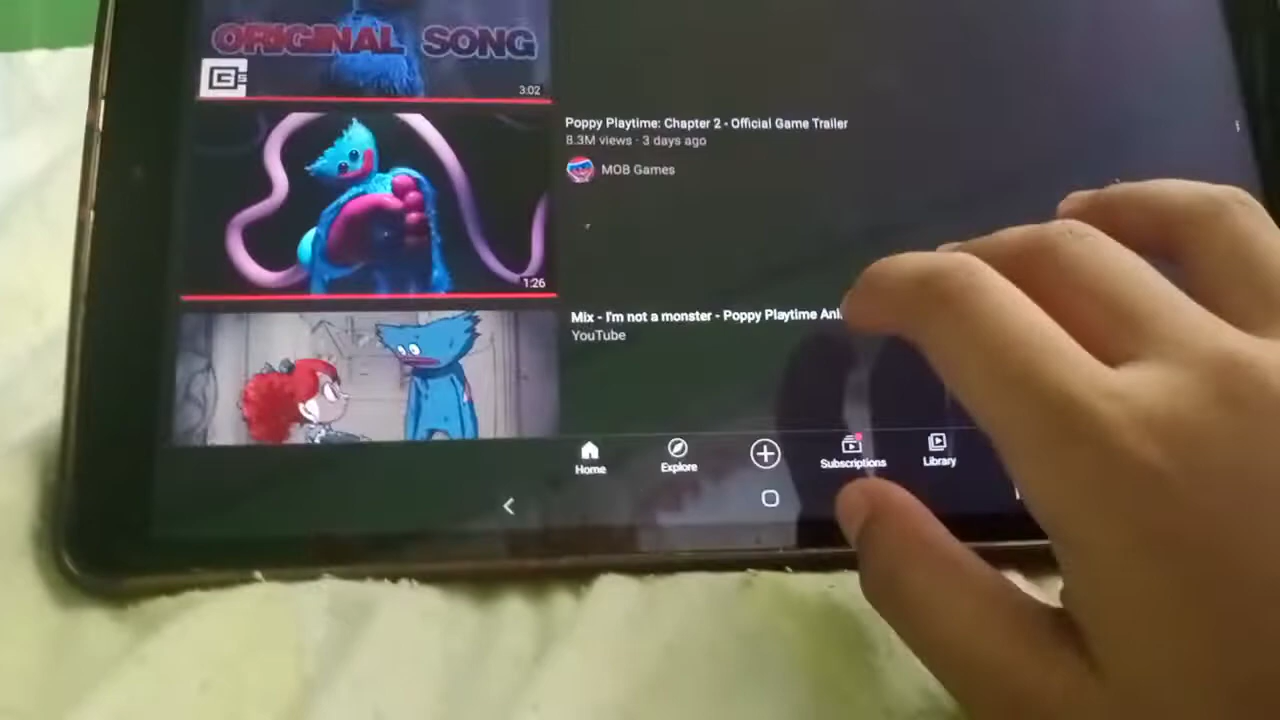 ORIGINAL SONG
3:02
Poppy Playtime: Chapter 2 - Official Game Trailer
8.3M views · 3 days ago
MOB Games
1:26
Mix - I'm not a monster - Poppy Playtime Ani
YouTube
Home
Explore
Subscriptions
Library